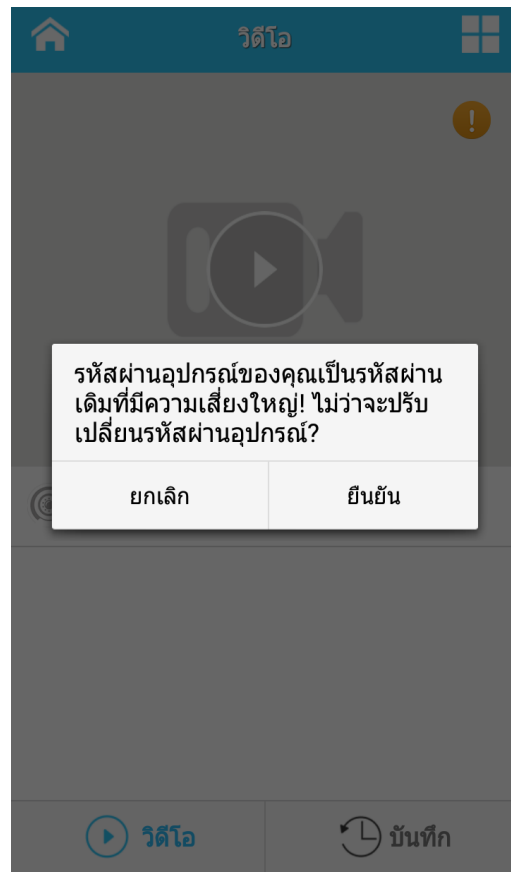 วิดีโอ
!
รหัสผ่านอุปกรณ์ของคุณเป็นรหัสผ่าน
เดิมที่มีความเสี่ยงใหญ่! ไม่ว่าจะปรับ
เปลี่ยนรหัสผ่านอุปกรณ์?
ยกเลิก ยืนยัน
วิดีโอ บันทึก